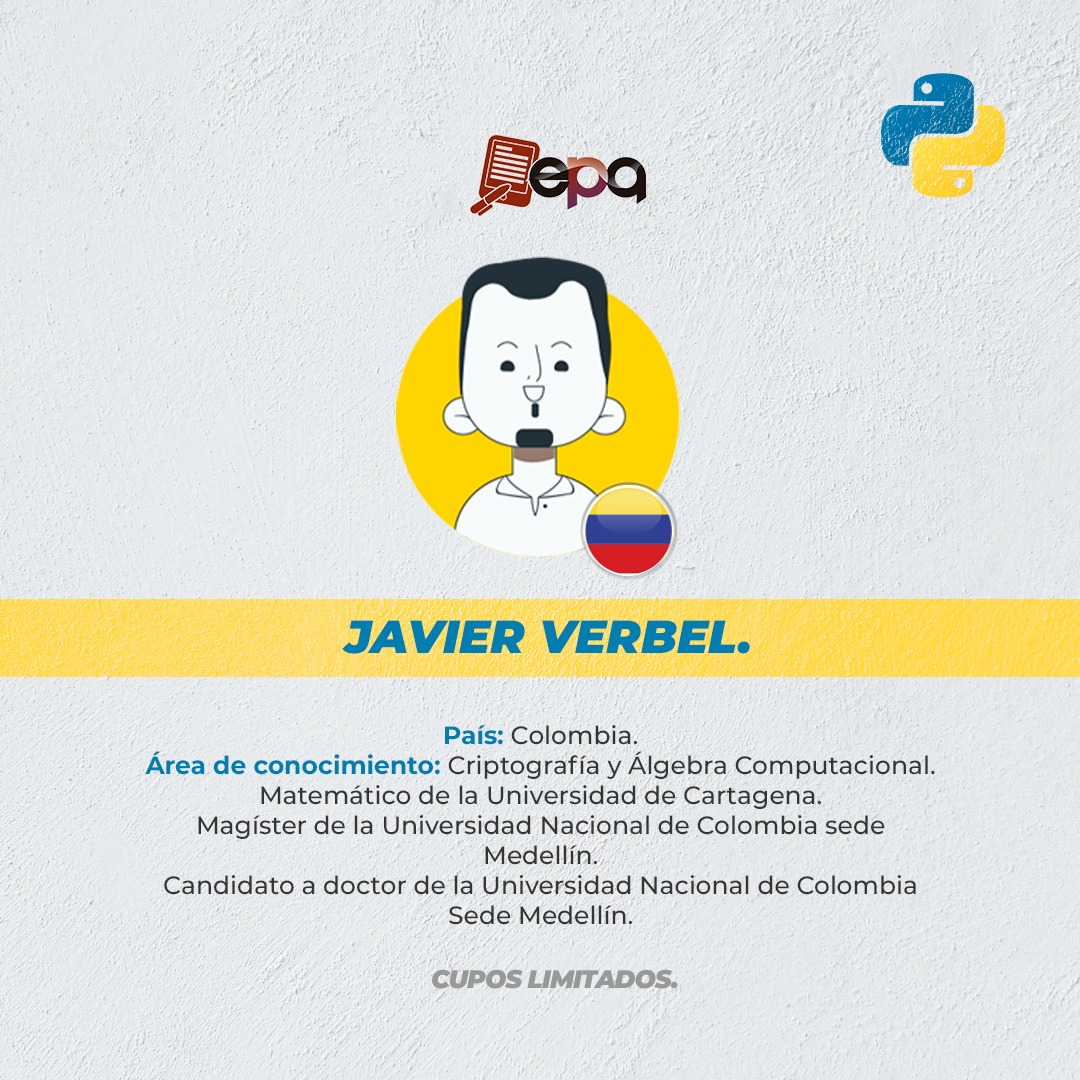 epq
JAVIER VERBEL.
País: Colombia.
Área de conocimiento: Criptografía y Álgebra Computacional.
Matemático de la Universidad de Cartagena.
Magíster de la Universidad Nacional de Colombia sede
Medellín.
Candidato a doctor de la Universidad Nacional de Colombia
Sede Medellín.
CUPOS LIMITADOS.